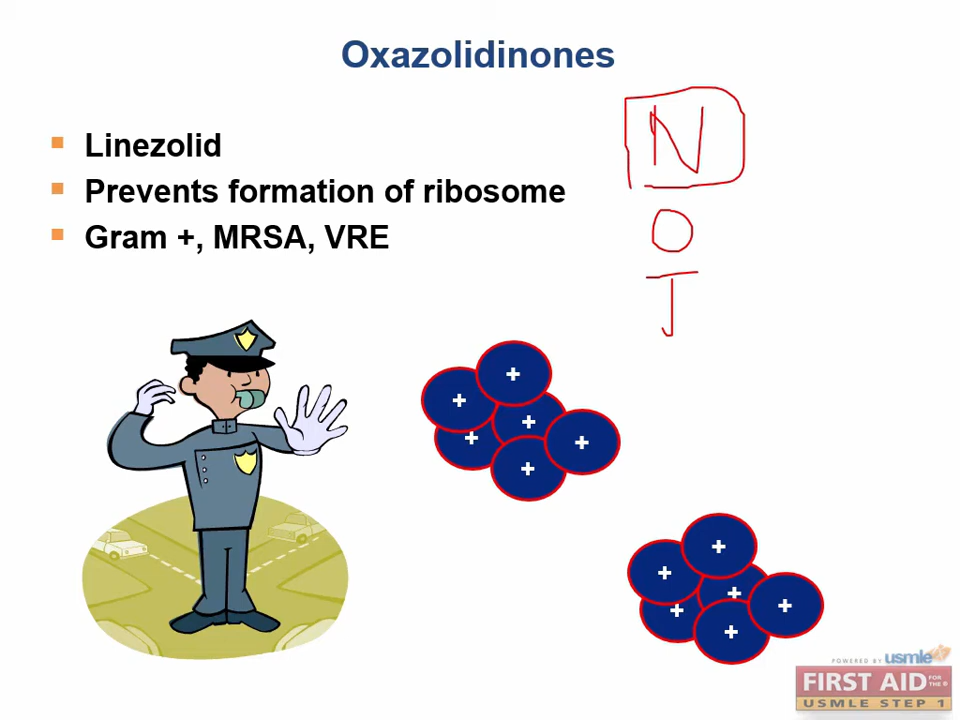 Oxazolidinones
Linezolid
Prevents formation of ribosome
Gram +, MRSA, VRE
N
O
J
+
+
+
+
+
+
+
+
+
+
+
+
POWERED BY usmle Rx
FIRST AID FOR THE®
USMLE STEP 1